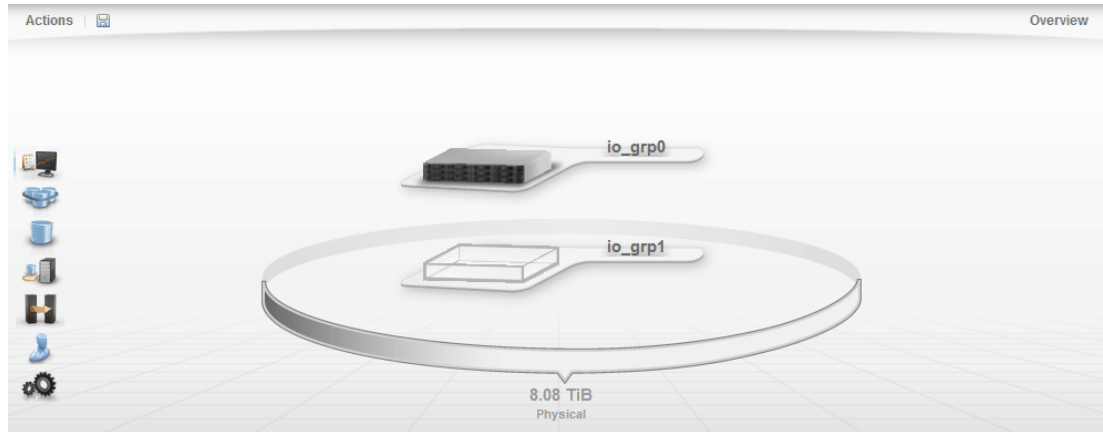 Actions
Overview
io_grp0
io_grp1
8.08 TiB
Physical